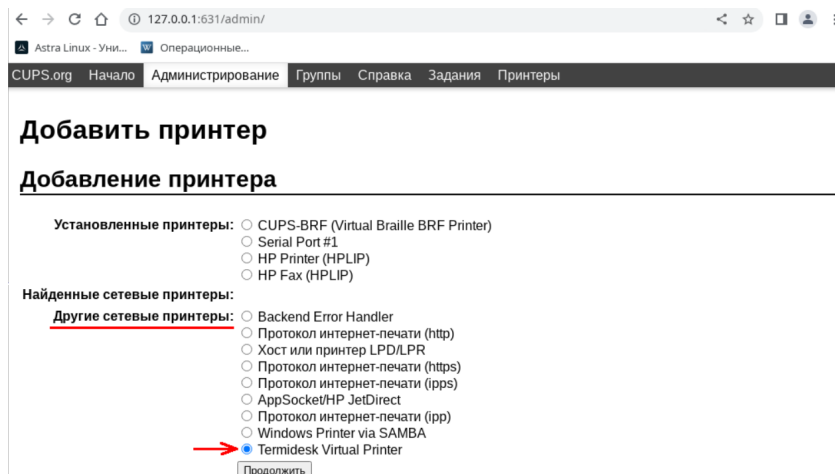 127.0.0.1:631/admin/
Astra Linux - Уни... Операционные...
CUPS.org Начало Администрирование Группы Справка Задания Принтеры
Добавить принтер
Добавление принтера
Установленные принтеры: CUPS-BRF (Virtual Braille BRF Printer)
Serial Port #1
HP Printer (HPLIP)
HP Fax (HPLIP)
Найденные сетевые принтеры:
Другие сетевые принтеры: Backend Error Handler
Протокол интернет-печати (http)
Хост или принтер LPD/LPR
Протокол интернет-печати (https)
Протокол интернет-печати (ipps)
AppSocket/HP JetDirect
Протокол интернет-печати (ipp)
Windows Printer via SAMBA
Termidesk Virtual Printer
Продолжить